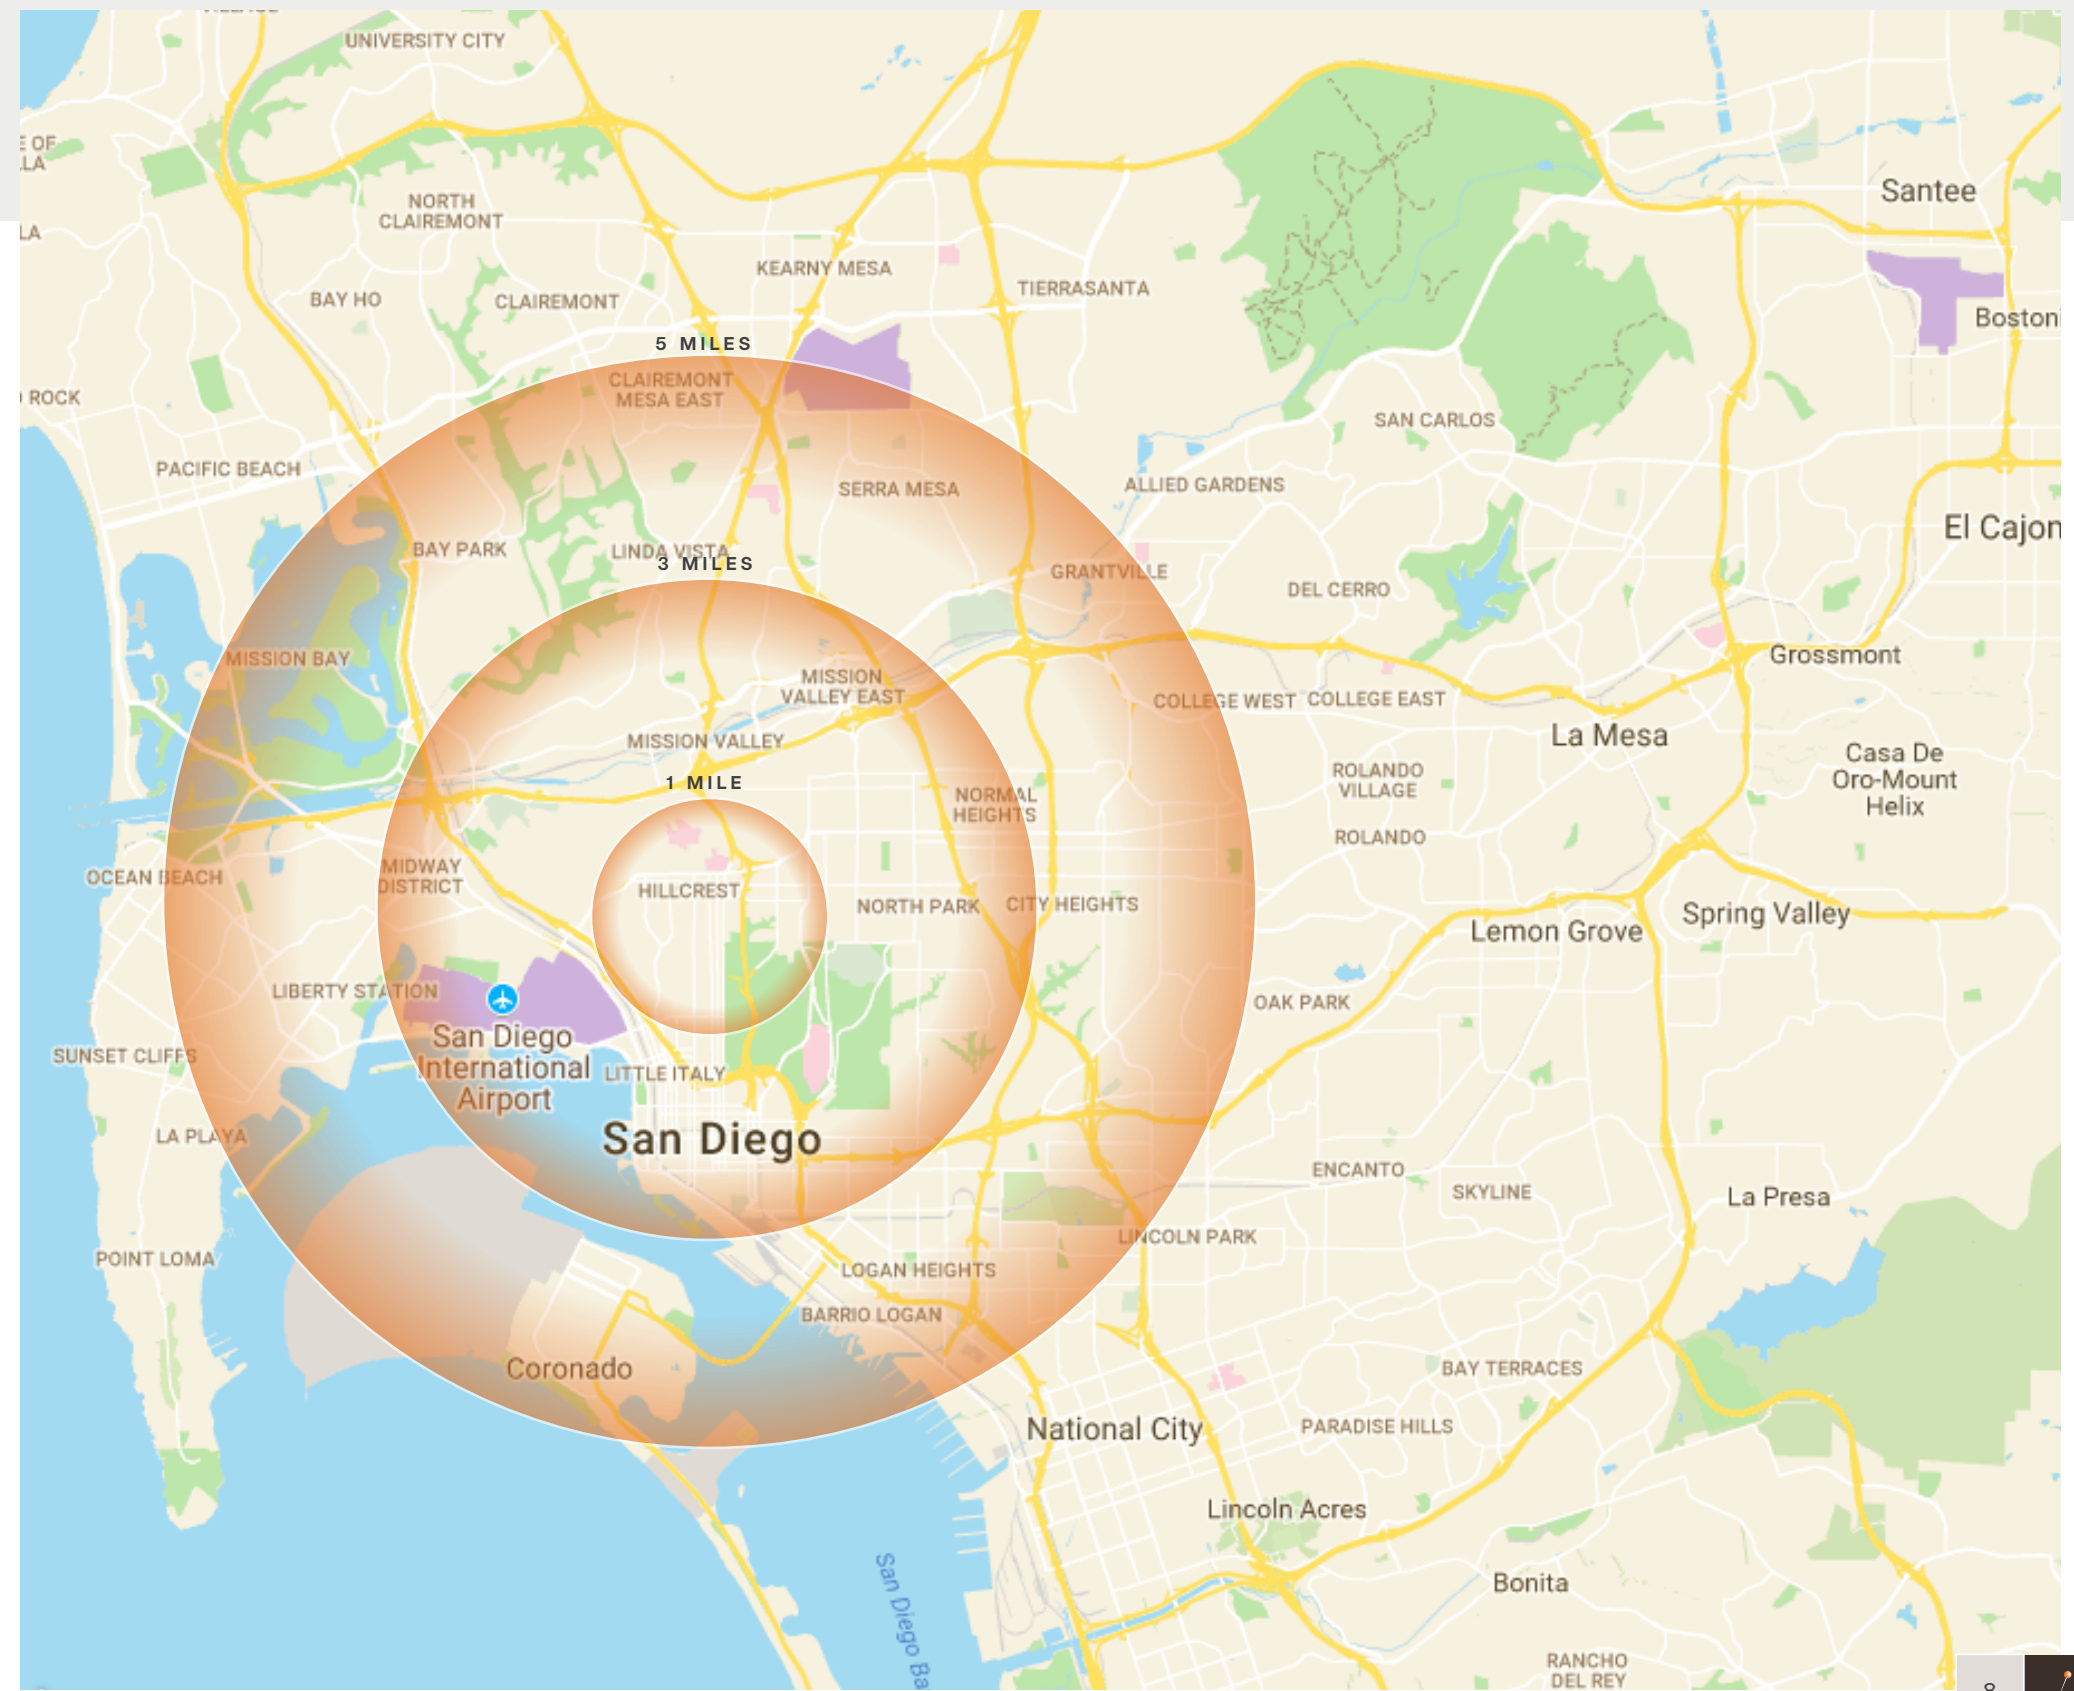 UNIVERSITY CITY
NORTH
CLAIREMONT
Santee
KEARNY MESA
TIERRASANTA
BAY HO
CLAIREMONT
5 MILES
CLAIREMONT
MESA EAST
ROCK
SAN CARLOS
PACIFIC BEACH
SERRA MESA
ALLIED GARDENS
El Cajon
BAY PARK
LINDA VISTA
3 MILES
GRANTVILLE
DEL CERRO
MISSION BAY
Grossmont
MISSION
VALLEY EAST
COLLEGE WEST
COLLEGE EAST
La Mesa
MISSION VALLEY
Casa De
Oro-Mount
Helix
ROLANDO
VILLAGE
1 MILE
NORMAL
HEIGHTS
ROLANDO
MIDWAY
DISTRICT
OCEAN BEACH
HILLCREST
NORTH PARK
CITY HEIGHTS
Lemon Grove
Spring Valley
LIBERTY STATION
OAK PARK
San Diego
International
Airport
SUNSET CLIFFS
LITTLE ITALY
LA PLAYA
San Diego
ENCANTO
SKYLINE
La Presa
LINCOLN PARK
POINT LOMA
LOGAN HEIGHTS
BARRIO LOGAN
Coronado
BAY TERRACES
National City
PARADISE HILLS
Lincoln Acres
San Diego Ba
Bonita
RANCHO
DEL REY